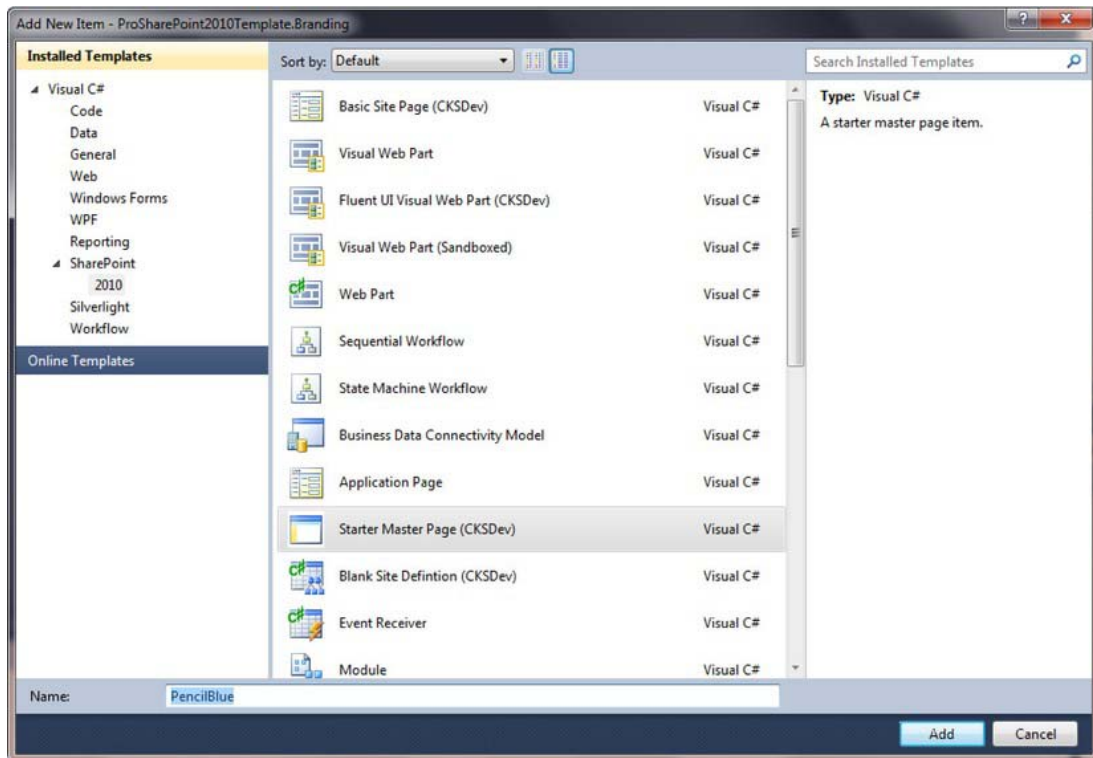 Add New Item - ProSharePoint2010Template.Branding
Installed Templates
Visual C#
Code
Data
General
Web
Windows Forms
WPF
Reporting
SharePoint
2010
Silverlight
Workflow
Online Templates
Sort by: Default
Basic Site Page (CKSDev) Visual C#
Visual Web Part Visual C#
Fluent UI Visual Web Part (CKSDev) Visual C#
Visual Web Part (Sandboxed) Visual C#
Web Part Visual C#
Sequential Workflow Visual C#
State Machine Workflow Visual C#
Business Data Connectivity Model Visual C#
Application Page Visual C#
Starter Master Page (CKSDev) Visual C#
Blank Site Defintion (CKSDev) Visual C#
Event Receiver Visual C#
Module Visual C#
Search Installed Templates
Type: Visual C#
A starter master page item.
Name: PencilBlue
Add Cancel